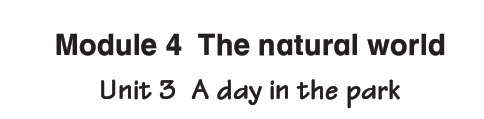 Module 4 The natural world
Unit 3 A day in the park